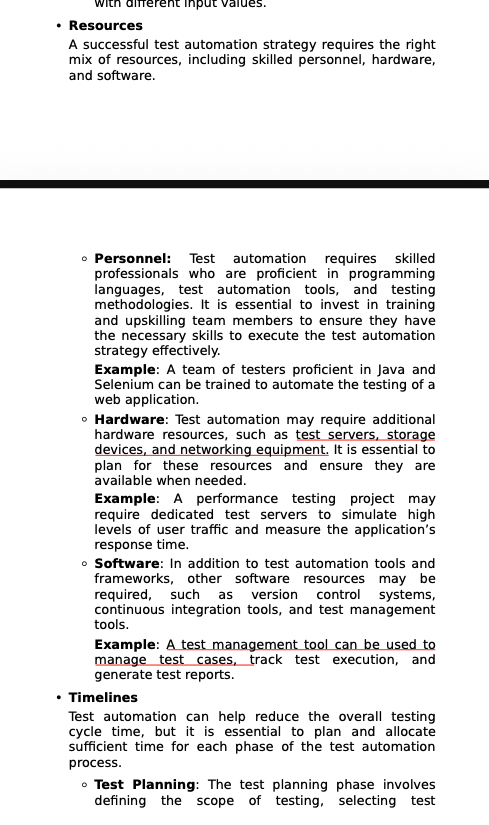 with different input values.
• Resources
A successful test automation strategy requires the right
mix of resources, including skilled personnel, hardware,
and software.
◦ Personnel: Test automation requires skilled
professionals who are proficient in programming
languages, test automation tools, and testing
methodologies. It is essential to invest in training
and upskilling team members to ensure they have
the necessary skills to execute the test automation
strategy effectively.
Example: A team of testers proficient in Java and
Selenium can be trained to automate the testing of a
web application.
◦ Hardware: Test automation may require additional
hardware resources, such as test servers, storage
devices, and networking equipment. It is essential to
plan for these resources and ensure they are
available when needed.
Example: A performance testing project may
require dedicated test servers to simulate high
levels of user traffic and measure the application’s
response time.
◦ Software: In addition to test automation tools and
frameworks, other software resources may be
required, such as version control systems,
continuous integration tools, and test management
tools.
Example: A test management tool can be used to
manage test cases, track test execution, and
generate test reports.
• Timelines
Test automation can help reduce the overall testing
cycle time, but it is essential to plan and allocate
sufficient time for each phase of the test automation
process.
◦ Test Planning: The test planning phase involves
defining the scope of testing, selecting test